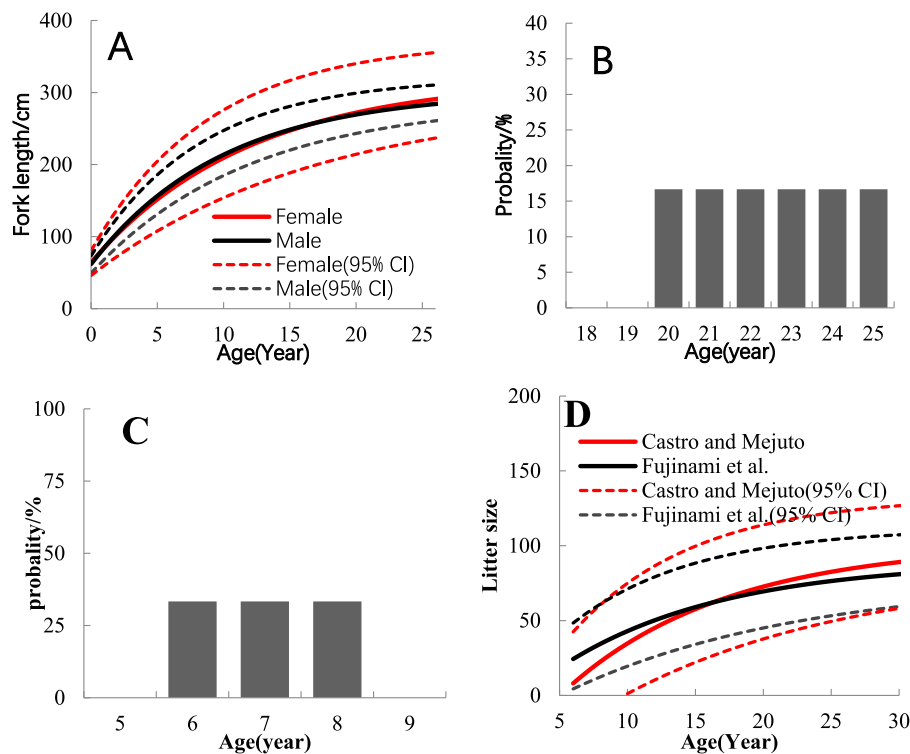 A
Fork length/cm
400
300
200
100
0
0 5 10 15 20 25
Age(Year)
Female
Male
Female(95% CI)
Male(95% CI)
B
Probality/%
40
35
30
25
20
15
10
5
0
18 19 20 21 22 23 24 25
Age(year)
C
probality/%
100
75
50
25
0
5 6 7 8 9
Age(year)
D
Litter size
200
150
100
50
0
5 10 15 20 25 30
Age(Year)
Castro and Mejuto
Fujinami et al.
Castro and Mejuto(95% CI)
Fujinami et al.(95% CI)